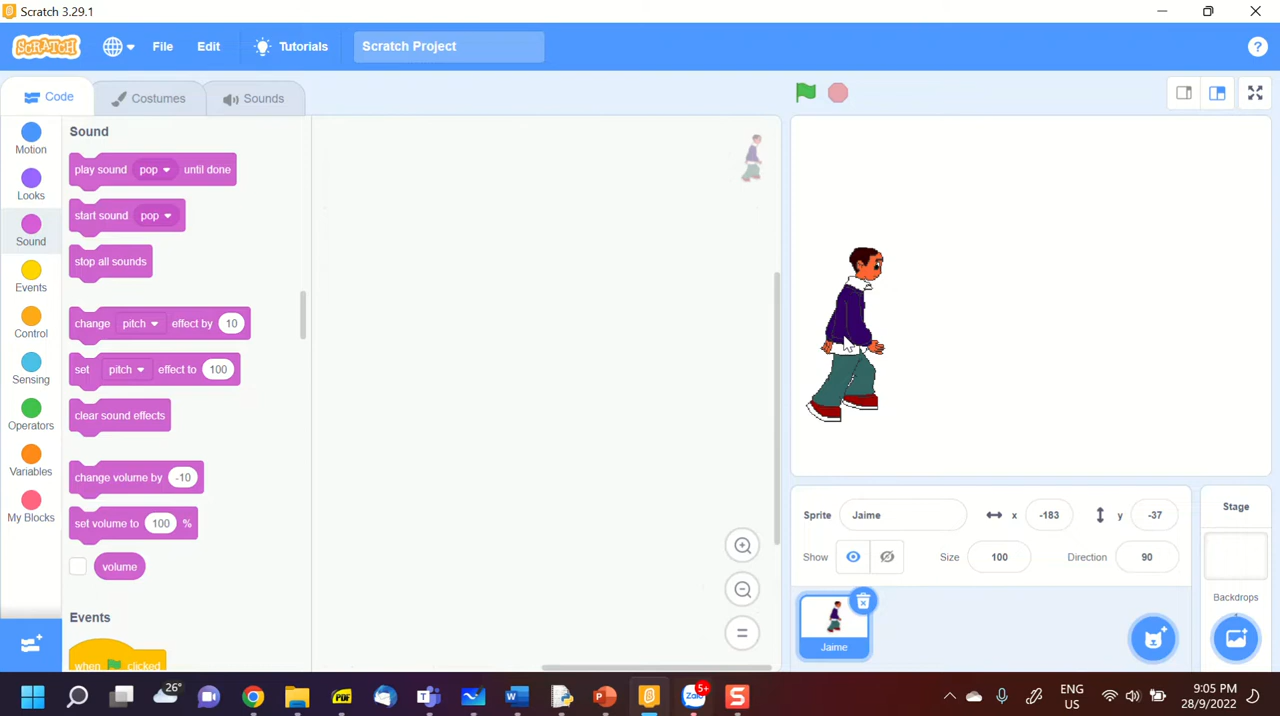 Scratch 3.29.1
SCRATCH File Edit Tutorials Scratch Project ?
Code Costumes Sounds
Motion
Looks
Sound
Events
Control
Sensing
Operators
Variables
My Blocks
Sound
play sound pop until done
start sound pop
stop all sounds
change pitch effect by 10
set pitch effect to 100
clear sound effects
change volume by -10
set volume to 100 %
volume
Events
when clicked
Sprite Jaime x -183 y -37
Show Size 100 Direction 90
Jaime
Stage
Backdrops
26°
PDF
Zalo 5+
S
ENG
US
9:05 PM
28/9/2022